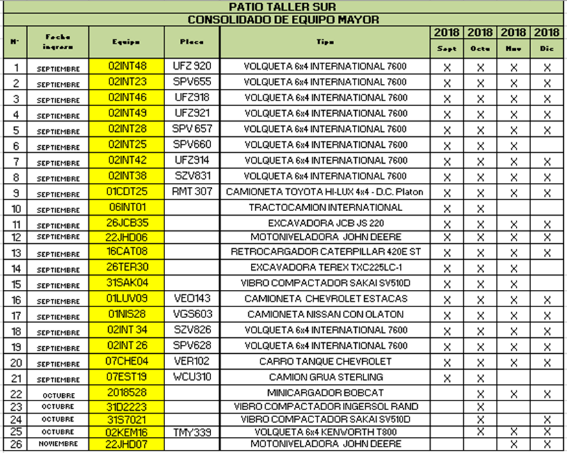 PATIO TALLER SUR
CONSOLIDADO DE EQUIPO MAYOR
N° Fecha ingreso Equipo Placa Tipo 2018 Sept 2018 Octu 2018 Nov 2018 Dic
1 SEPTIEMBRE 02INT48 UFZ 920 VOLQUETA 6x4 INTERNATIONAL 7600 X X X X
2 SEPTIEMBRE 02INT23 SPV655 VOLQUETA 6x4 INTERNATIONAL 7600 X X X X
3 SEPTIEMBRE 02INT46 UFZ918 VOLQUETA 6x4 INTERNATIONAL 7600 X X X X
4 SEPTIEMBRE 02INT49 UFZ921 VOLQUETA 6x4 INTERNATIONAL 7600 X X X X
5 SEPTIEMBRE 02INT28 SPV 657 VOLQUETA 6x4 INTERNATIONAL 7600 X X X X
6 SEPTIEMBRE 02INT25 SPV660 VOLQUETA 6x4 INTERNATIONAL 7600 X X X
7 SEPTIEMBRE 02INT42 UFZ914 VOLQUETA 6x4 INTERNATIONAL 7600 X X X X
8 SEPTIEMBRE 02INT38 SZV831 VOLQUETA 6x4 INTERNATIONAL 7600 X X X X
9 SEPTIEMBRE 01CDT25 RMT 307 CAMIONETA TOYOTA HI-LUX 4x4 - D.C. Platon X X X X
10 SEPTIEMBRE 06INT01 TRACTOCAMION INTERNATIONAL X X
11 SEPTIEMBRE 26JCB35 EXCAVADORA JCB JS 220 X X X X
12 SEPTIEMBRE 22JHD06 MOTONIVELADORA JOHN DEERE X X X X
13 SEPTIEMBRE 16CAT08 RETROCARGADOR CATERPILLAR 420E ST X X X X
14 SEPTIEMBRE 26TER30 EXCAVADORA TEREX TXC225LC-1 X X X
15 SEPTIEMBRE 31SAK04 VIBRO COMPACTADOR SAKAI SV510D X X X
16 SEPTIEMBRE 01LUV09 VEO143 CAMIONETA CHEVROLET ESTACAS X X X X
17 SEPTIEMBRE 01NIS28 VGS603 CAMIONETA NISSAN CON OLATON X X X X
18 SEPTIEMBRE 02INT 34 SZV826 VOLQUETA 6x4 INTERNATIONAL 7600 X X X X
19 SEPTIEMBRE 02INT 26 SPV628 VOLQUETA 6x4 INTERNATIONAL 7600 X X X X
20 SEPTIEMBRE 07CHE04 VER102 CARRO TANQUE CHEVROLET X X X X
21 SEPTIEMBRE 07EST19 WCU310 CAMION GRUA STERLING X X
22 OCTUBRE 2018528 MINICARGADOR BOBCAT X X X
23 OCTUBRE 31D2223 VIBRO COMPACTADOR INGERSOL RAND X
24 OCTUBRE 31S7021 VIBRO COMPACTADOR SAKAI SV510D X X
25 OCTUBRE 02KEM16 TMY339 VOLQUETA 6x4 KENWORTH T800 X X X
26 NOVIEMBRE 22JHD07 MOTONIVELADORA JOHN DEERE X X